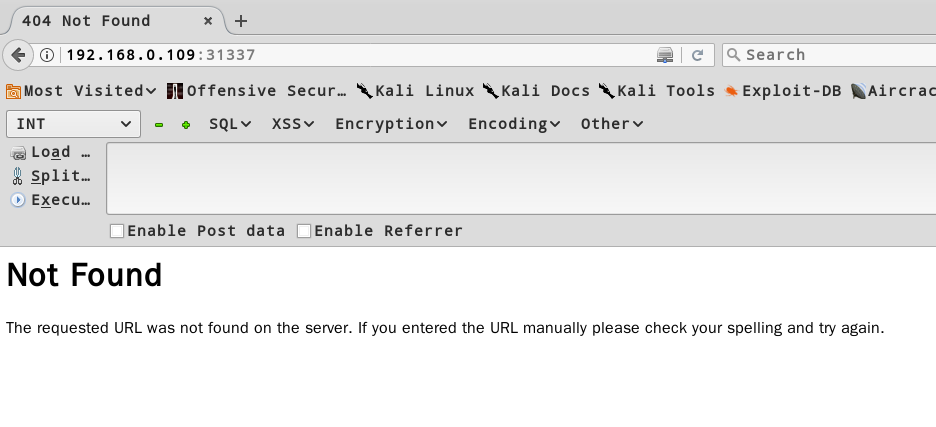 404 Not Found × +
192.168.0.109:31337 Search
Most Visited Offensive Secur… Kali Linux Kali Docs Kali Tools Exploit-DB Aircrac
INT SQL XSS Encryption Encoding Other
Load …
Split…
Execu…
Enable Post data Enable Referrer
Not Found
The requested URL was not found on the server. If you entered the URL manually please check your spelling and try again.